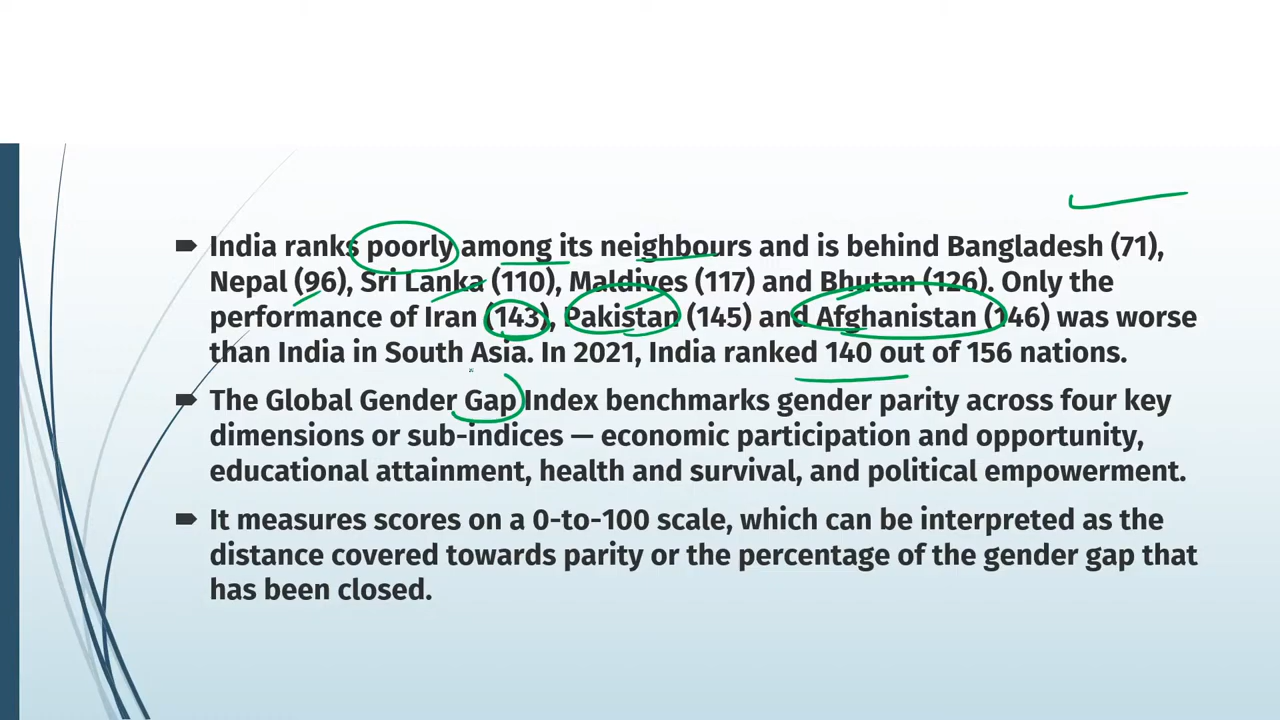 India ranks poorly among its neighbours and is behind Bangladesh (71),
Nepal (96), Sri Lanka (110), Maldives (117) and Bhutan (126). Only the
performance of Iran (143), Pakistan (145) and Afghanistan (146) was worse
than India in South Asia. In 2021, India ranked 140 out of 156 nations.
The Global Gender Gap Index benchmarks gender parity across four key
dimensions or sub-indices — economic participation and opportunity,
educational attainment, health and survival, and political empowerment.
It measures scores on a 0-to-100 scale, which can be interpreted as the
distance covered towards parity or the percentage of the gender gap that
has been closed.